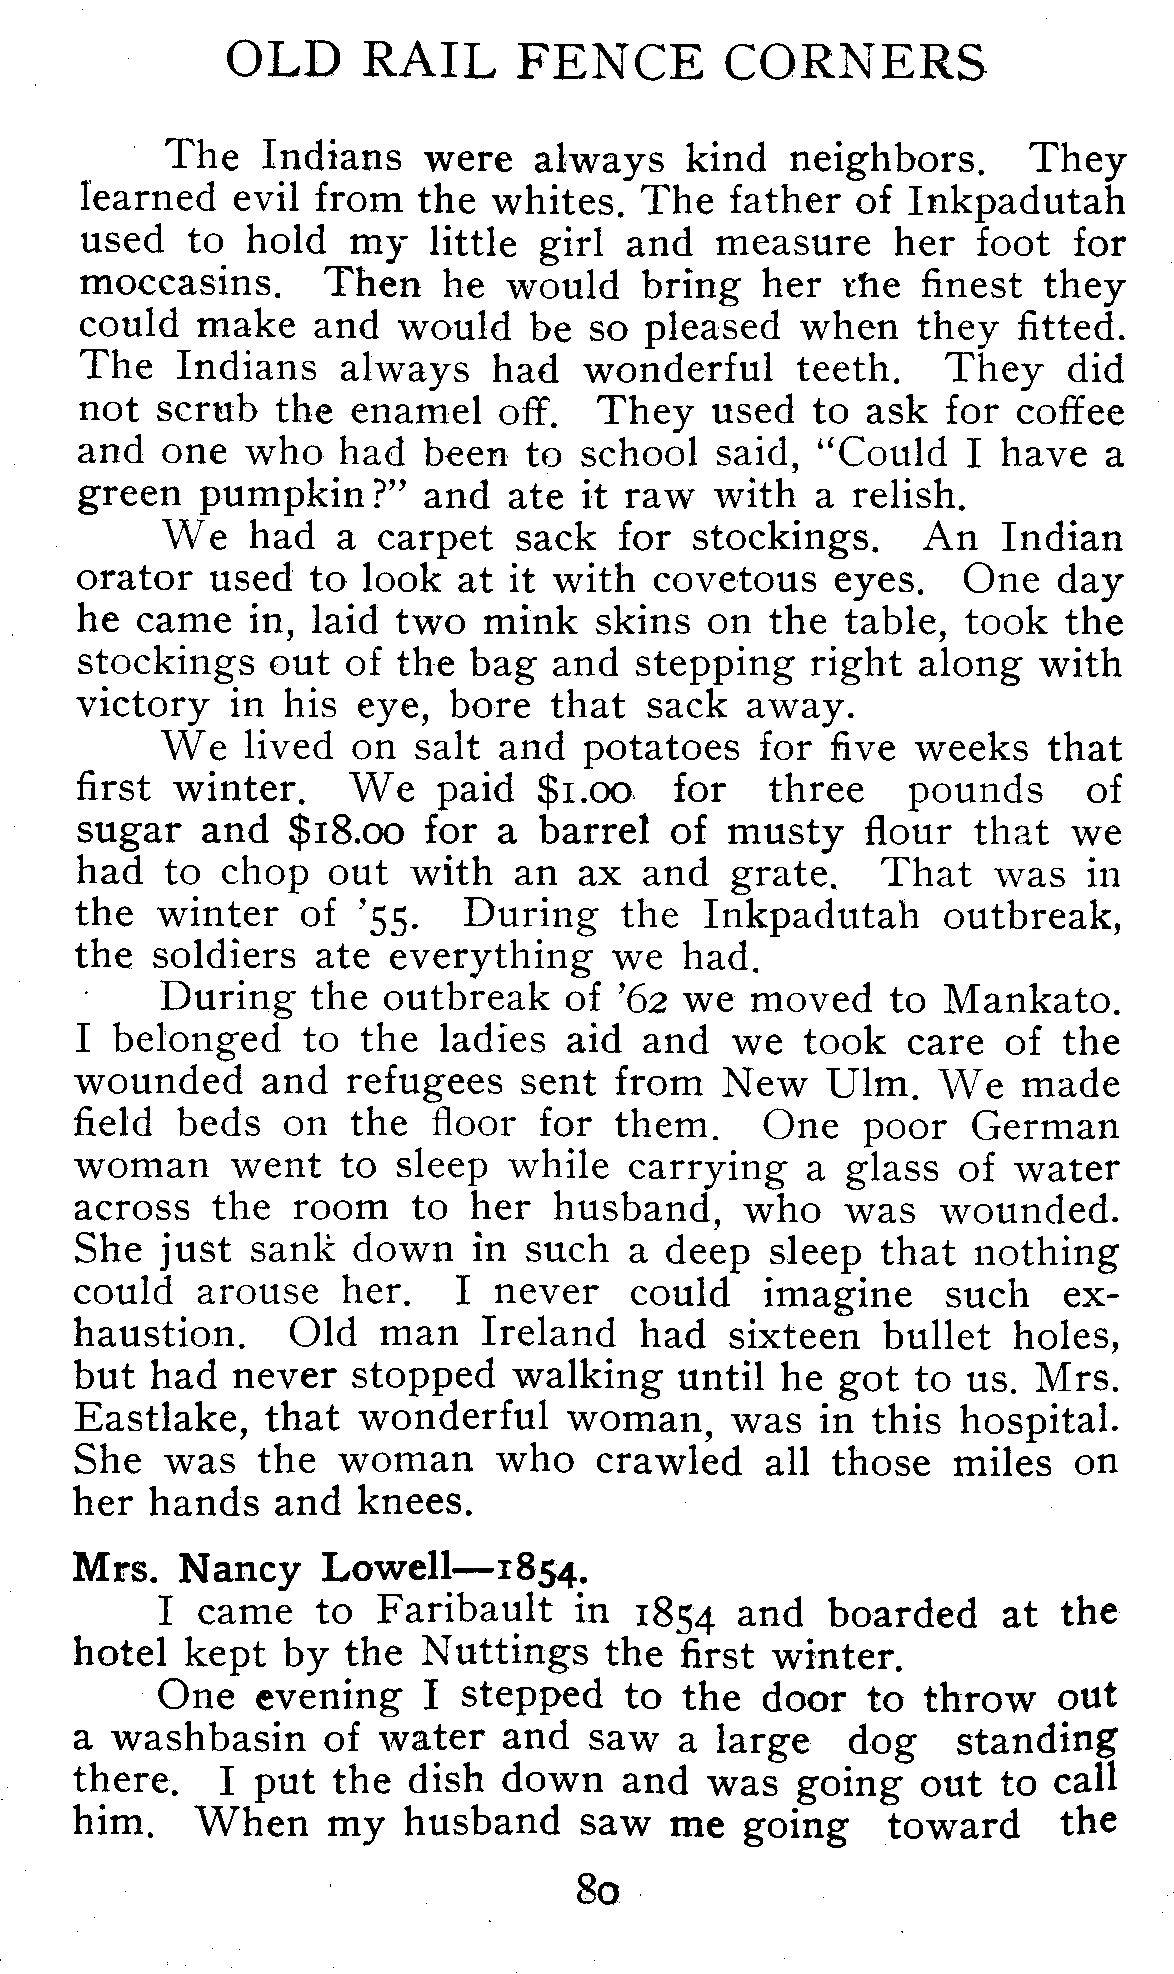 OLD RAIL FENCE CORNERS
The Indians were always kind neighbors. They
learned evil from the whites. The father of Inkpadutah
used to hold my little girl and measure her foot for
moccasins. Then he would bring her the finest they
could make and would be so pleased when they fitted.
The Indians always had wonderful teeth. They did
not scrub the enamel off. They used to ask for coffee
and one who had been to school said, "Could I have a
green pumpkin?" and ate it raw with a relish.
We had a carpet sack for stockings. An Indian
orator used to look at it with covetous eyes. One day
he came in, laid two mink skins on the table, took the
stockings out of the bag and stepping right along with
victory in his eye, bore that sack away.
We lived on salt and potatoes for five weeks that
first winter. We paid $1.00 for three pounds of
sugar and $18.00 for a barrel of musty flour that we
had to chop out with an ax and grate. That was in
the winter of '55. During the Inkpadutah outbreak,
the soldiers ate everything we had.
During the outbreak of '62 we moved to Mankato.
I belonged to the ladies aid and we took care of the
wounded and refugees sent from New Ulm. We made
field beds on the floor for them. One poor German
woman went to sleep while carrying a glass of water
across the room to her husband, who was wounded.
She just sank down in such a deep sleep that nothing
could arouse her. I never could imagine such ex-
haustion. Old man Ireland had sixteen bullet holes,
but had never stopped walking until he got to us. Mrs.
Eastlake, that wonderful woman, was in this hospital.
She was the woman who crawled all those miles on
her hands and knees.
Mrs. Nancy Lowell—1854.
I came to Faribault in 1854 and boarded at the
hotel kept by the Nuttings the first winter.
One evening I stepped to the door to throw out
a washbasin of water and saw a large dog standing
there. I put the dish down and was going out to call
him. When my husband saw me going toward the
80